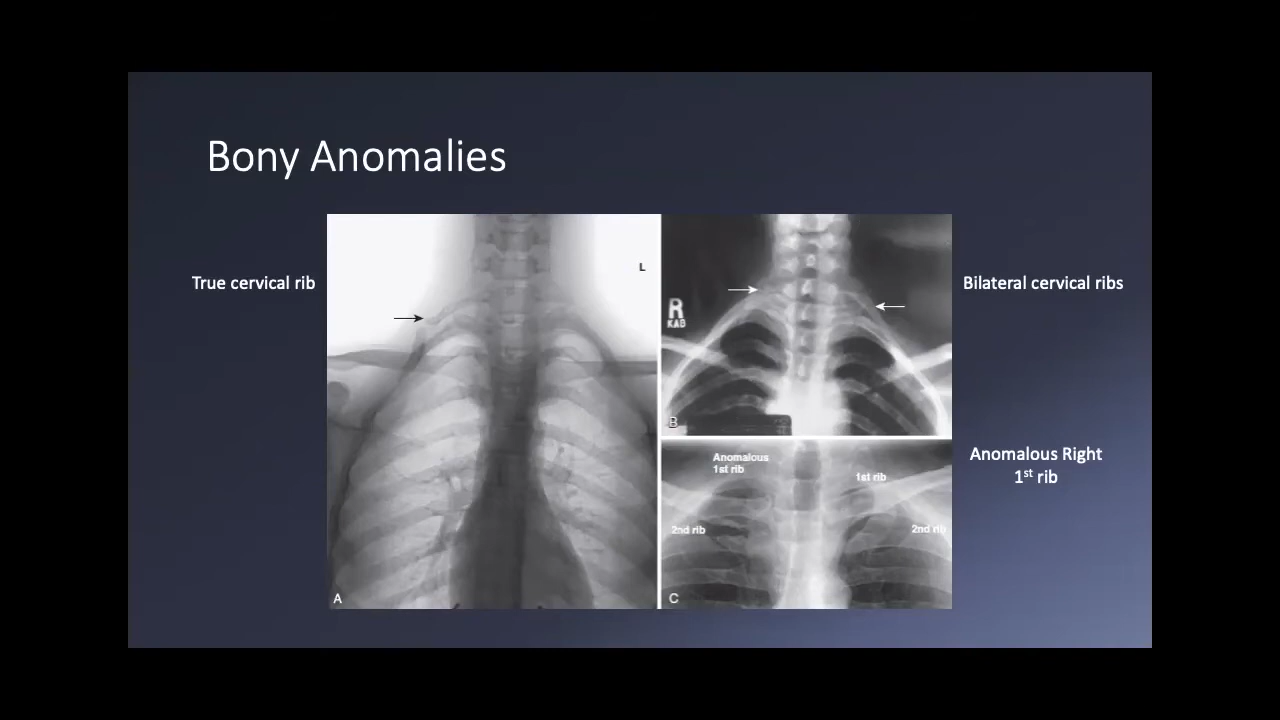 Bony Anomalies
True cervical rib
L
A
R
KAB
B
Bilateral cervical ribs
Anomalous
1st rib
1st rib
2nd rib
2nd rib
C
Anomalous Right
1st rib